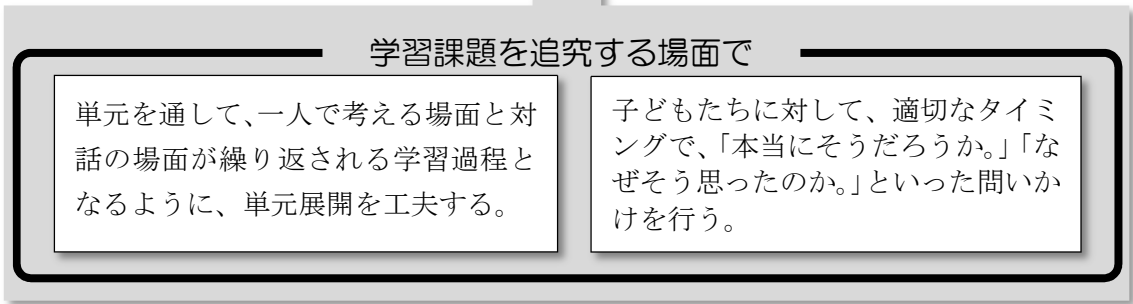 学習課題を追究する場面で
単元を通して、一人で考える場面と対
話の場面が繰り返される学習過程と
なるように、単元展開を工夫する。
子どもたちに対して、適切なタイミ
ングで、「本当にそうだろうか。」「な
ぜそう思ったのか。」といった問いか
けを行う。